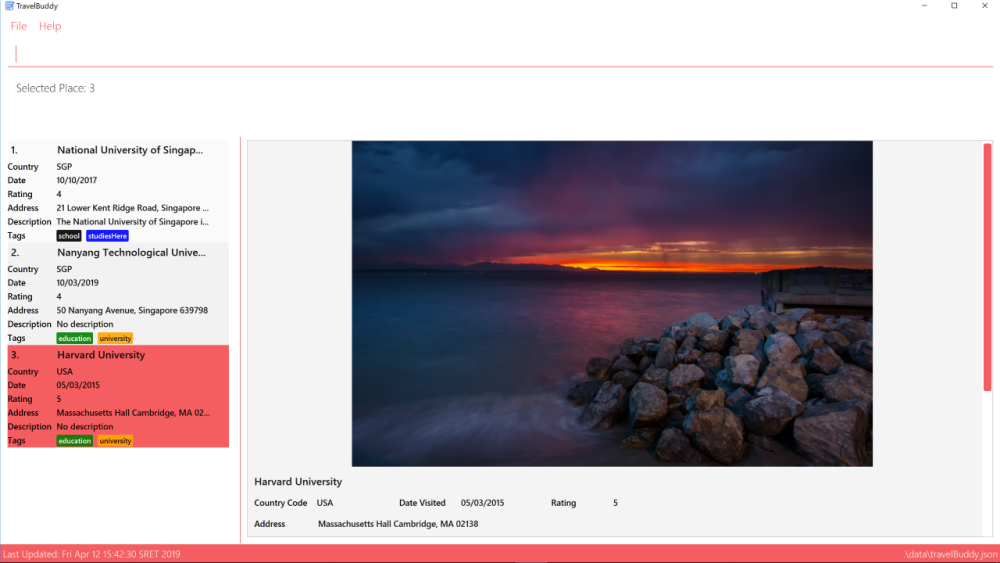 TravelBuddy
File Help
Selected Place: 3
1. National University of Singap...
Country SGP
Date 10/10/2017
Rating 4
Address 21 Lower Kent Ridge Road, Singapore ...
Description The National University of Singapore i...
Tags school studiesHere
2. Nanyang Technological Unive...
Country SGP
Date 10/03/2019
Rating 4
Address 50 Nanyang Avenue, Singapore 639798
Description No description
Tags education university
3. Harvard University
Country USA
Date 05/03/2015
Rating 5
Address Massachusetts Hall Cambridge, MA 02...
Description No description
Tags education university
Harvard University
Country Code USA Date Visited 05/03/2015 Rating 5
Address Massachusetts Hall Cambridge, MA 02138
Last Updated: Fri Apr 12 15:42:30 SRET 2019 .\data\travelBuddy.json